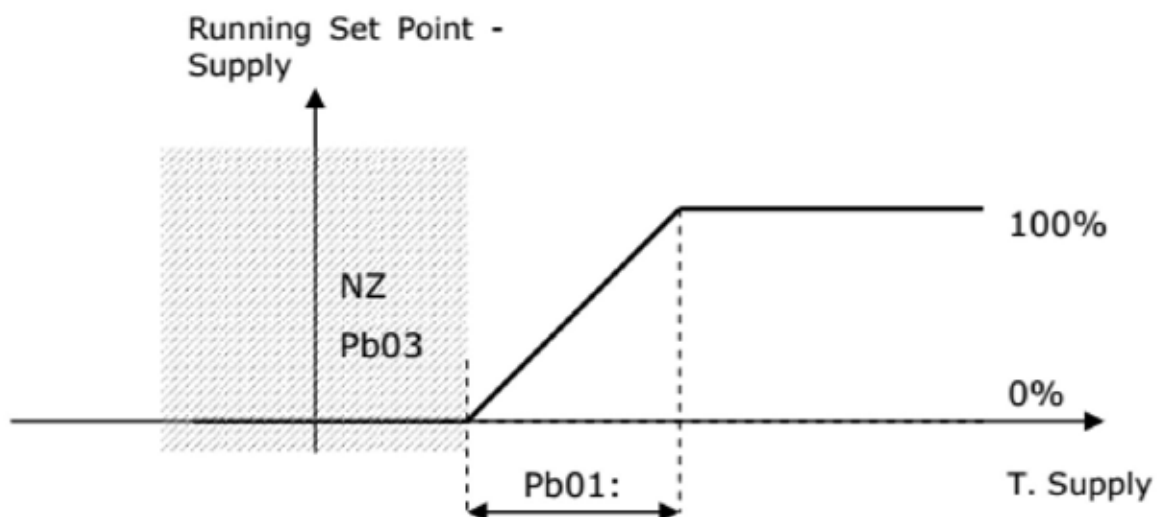 Running Set Point -
Supply
100%
NZ
Pb03
0%
Pb01:
T. Supply